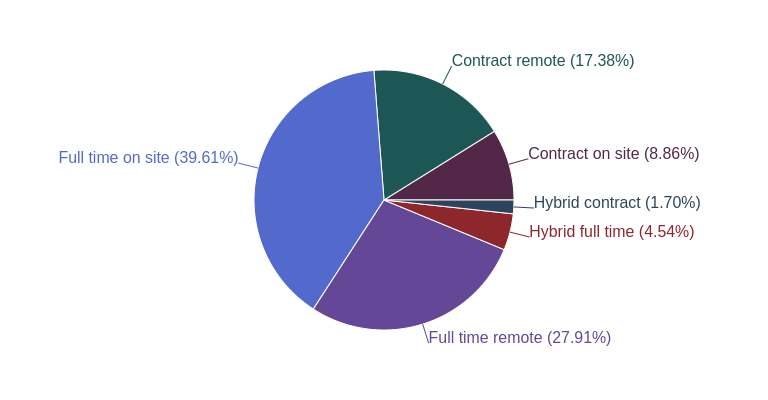 Contract remote (17.38%)
Contract on site (8.86%)
Full time on site (39.61%)
Hybrid contract (1.70%)
Hybrid full time (4.54%)
Full time remote (27.91%)